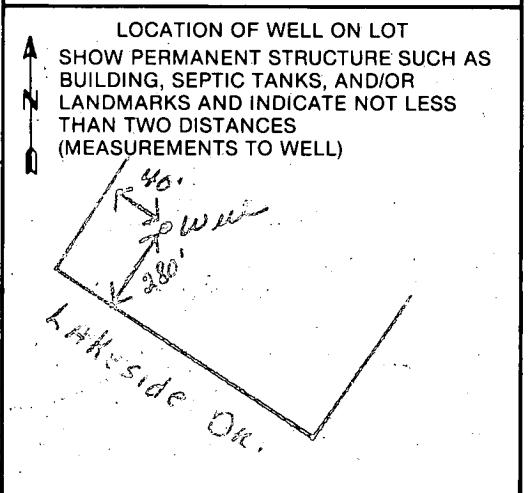 LOCATION OF WELL ON LOT
SHOW PERMANENT STRUCTURE SUCH AS
BUILDING, SEPTIC TANKS, AND/OR
N LANDMARKS AND INDICATE NOT LESS
THAN TWO DISTANCES
(MEASUREMENTS TO WELL)
40'
Well
280'
LAKeside DR.